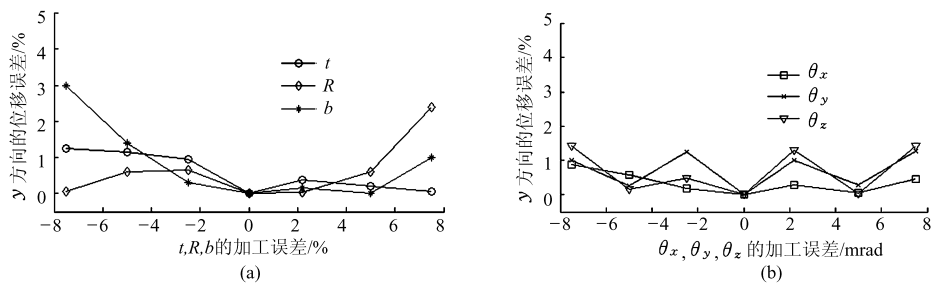 5
4
3
2
1
0
y 方向的位移误差/%
t
R
b
−8 −6 −4 −2 0 2 4 6 8
t,R,b的加工误差/%
(a)
5
4
3
2
1
0
y 方向的位移误差/%
θx
θy
θz
−8 −6 −4 −2 0 2 4 6 8
θx,θy,θz 的加工误差/mrad
(b)